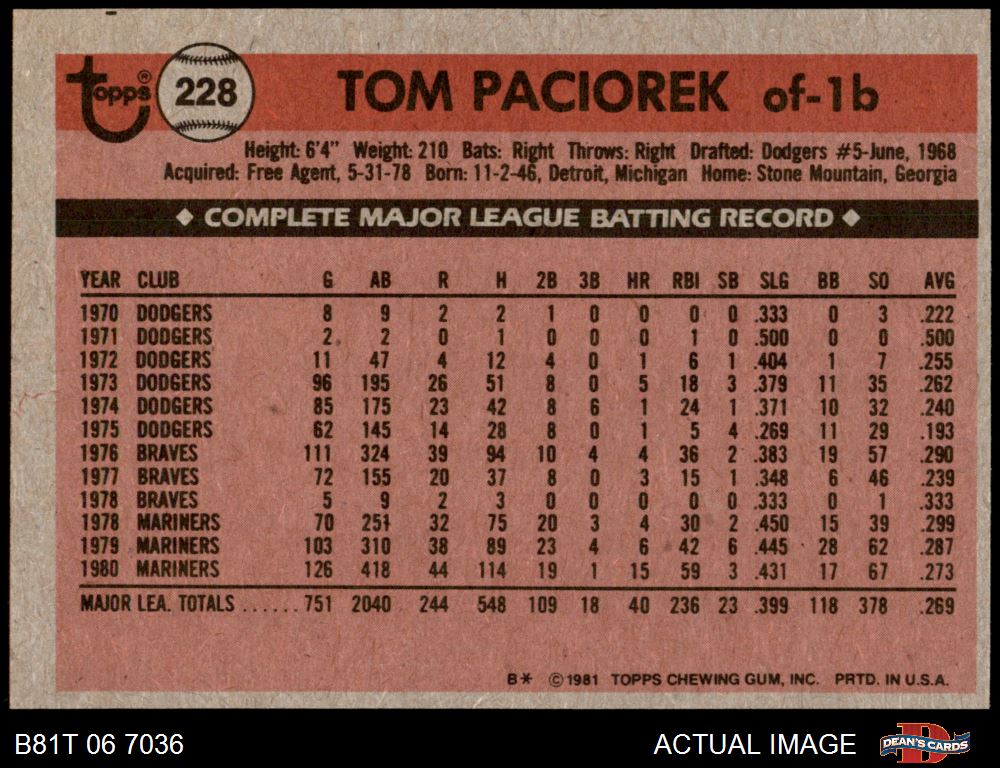 Topps® 228 TOM PACIOREK of-1b
Height: 6'4" Weight: 210 Bats: Right Throws: Right Drafted: Dodgers #5-June, 1968
Acquired: Free Agent, 5-31-78 Born: 11-2-46, Detroit, Michigan Home: Stone Mountain, Georgia
◆ COMPLETE MAJOR LEAGUE BATTING RECORD ◆
YEAR CLUB G AB R H 2B 3B HR RBI SB SLG BB SO AVG
1970 DODGERS 8 9 2 2 1 0 0 0 0 .333 0 3 .222
1971 DODGERS 2 2 0 1 0 0 0 1 0 .500 0 0 .500
1972 DODGERS 11 47 4 12 4 0 1 6 1 .404 1 7 .255
1973 DODGERS 96 195 26 51 8 0 5 18 3 .379 11 35 .262
1974 DODGERS 85 175 23 42 8 6 1 24 1 .371 10 32 .240
1975 DODGERS 62 145 14 28 8 0 1 5 4 .269 11 29 .193
1976 BRAVES 111 324 39 94 10 4 4 36 2 .383 19 57 .290
1977 BRAVES 72 155 20 37 8 0 3 15 1 .348 6 46 .239
1978 BRAVES 5 9 2 3 0 0 0 0 0 .333 0 1 .333
1978 MARINERS 70 251 32 75 20 3 4 30 2 .450 15 39 .299
1979 MARINERS 103 310 38 89 23 4 6 42 6 .445 28 62 .287
1980 MARINERS 126 418 44 114 19 1 15 59 3 .431 17 67 .273
MAJOR LEA. TOTALS ...... 751 2040 244 548 109 18 40 236 23 .399 118 378 .269
B* ©1981 TOPPS CHEWING GUM, INC. PRTD. IN U.S.A.
B81T 06 7036 ACTUAL IMAGE DEAN'S CARDS